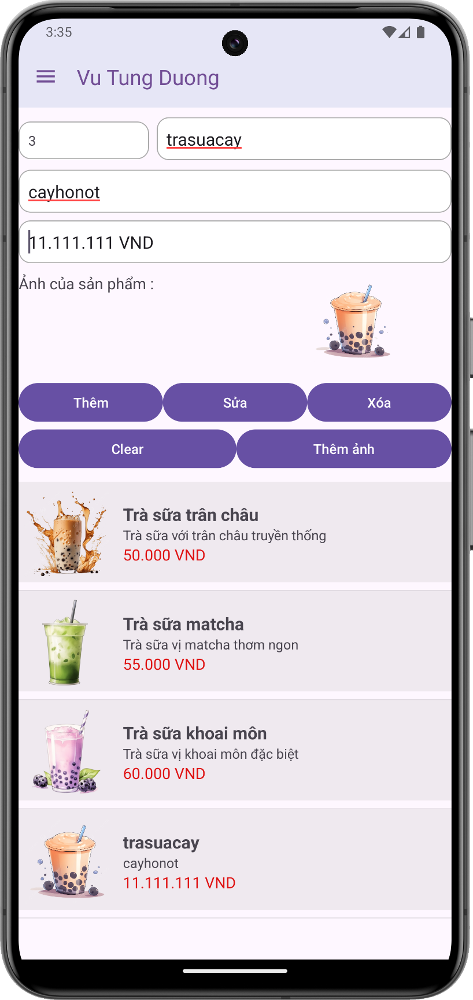 3:35
Vu Tung Duong
3
trasuacay
cayhonot
11.111.111 VND
Ảnh của sản phẩm :
Thêm
Sửa
Xóa
Clear
Thêm ảnh
Trà sữa trân châu
Trà sữa với trân châu truyền thống
50.000 VND
Trà sữa matcha
Trà sữa vị matcha thơm ngon
55.000 VND
Trà sữa khoai môn
Trà sữa vị khoai môn đặc biệt
60.000 VND
trasuacay
cayhonot
11.111.111 VND